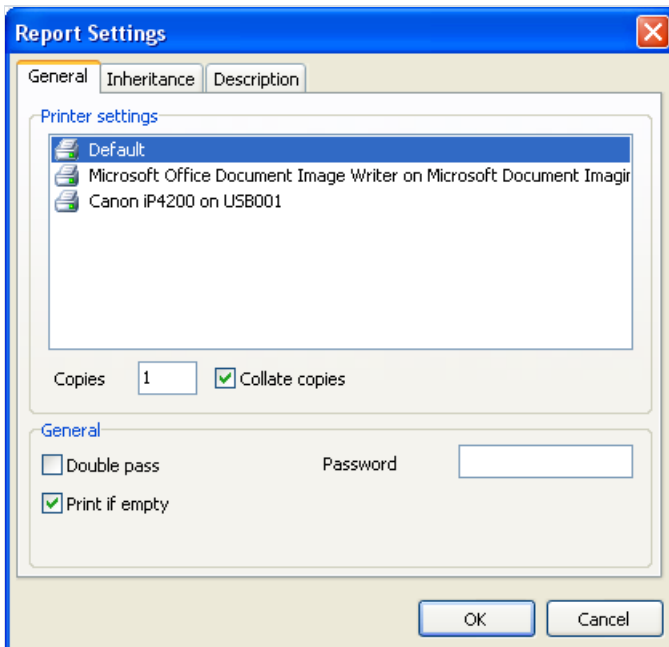 Report Settings
General Inheritance Description
Printer settings
Default
Microsoft Office Document Image Writer on Microsoft Document Imagin
Canon iP4200 on USB001
Copies 1 Collate copies
General
Double pass Password
Print if empty
OK Cancel